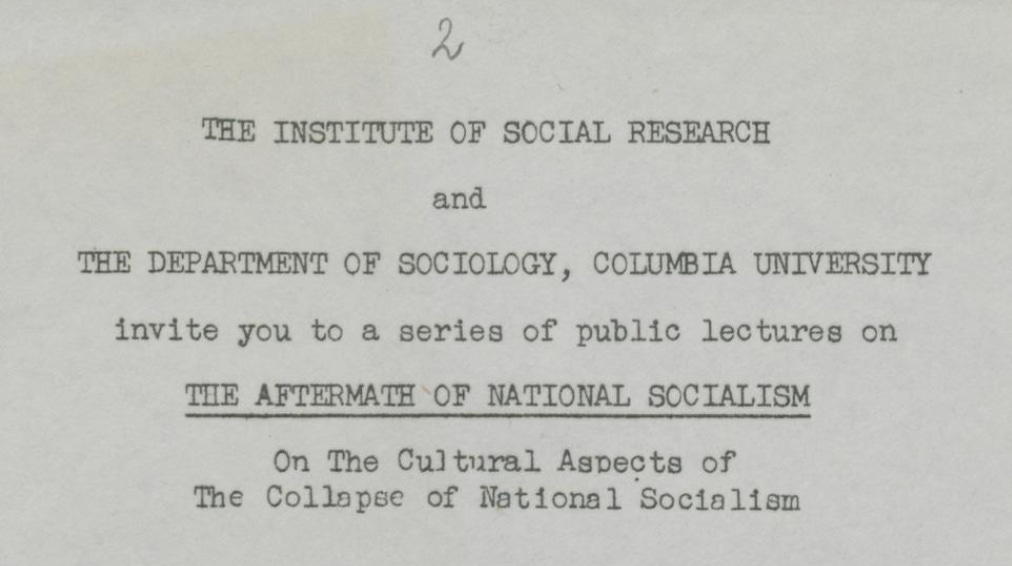 2
THE INSTITUTE OF SOCIAL RESEARCH
and
THE DEPARTMENT OF SOCIOLOGY, COLUMBIA UNIVERSITY
invite you to a series of public lectures on
THE AFTERMATH OF NATIONAL SOCIALISM
On The Cultural Aspects of
The Collapse of National Socialism